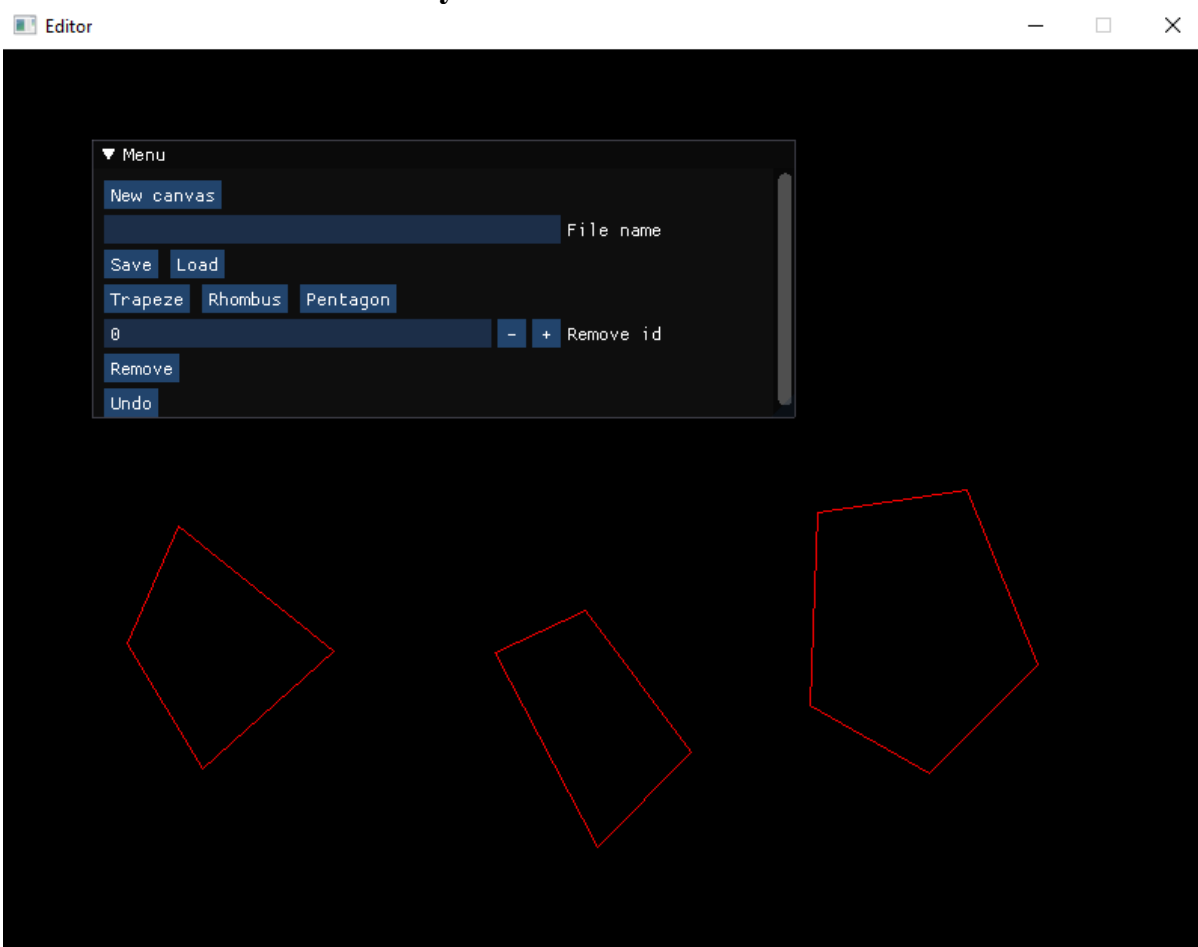 Editor
Menu
New canvas
File name
Save Load
Trapeze Rhombus Pentagon
0 - + Remove id
Remove
Undo